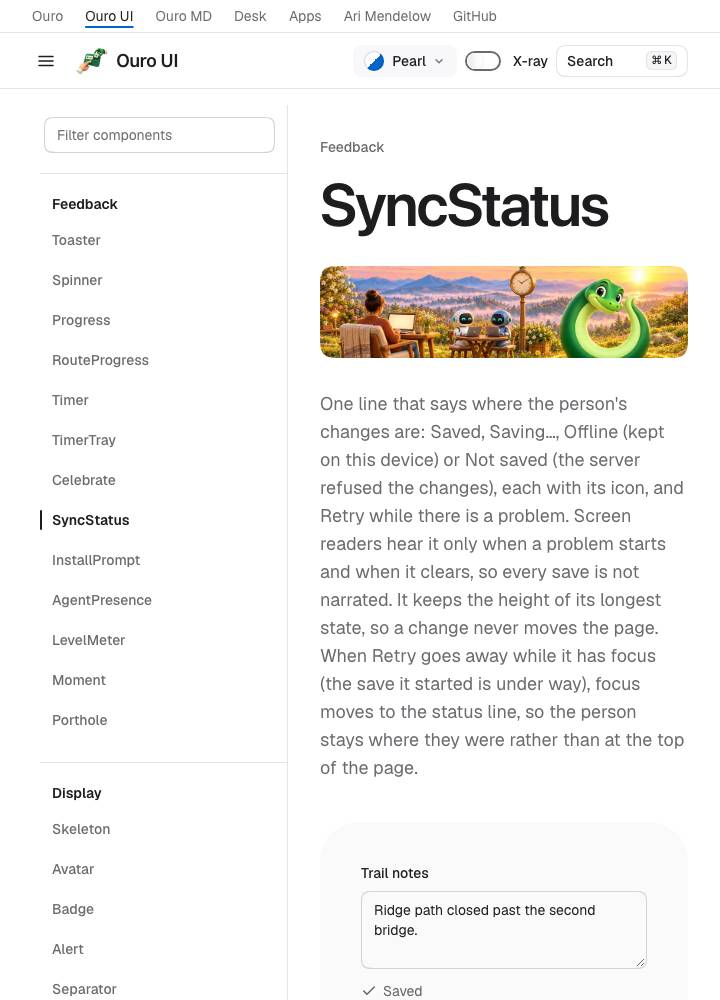 Ouro Ouro UI Ouro MD Desk Apps Ari Mendelow GitHub
Ouro UI Pearl X-ray Search ⌘ K
Filter components
Feedback
Toaster
Spinner
Progress
RouteProgress
Timer
TimerTray
Celebrate
SyncStatus
InstallPrompt
AgentPresence
LevelMeter
Moment
Porthole
Display
Skeleton
Avatar
Badge
Alert
Separator
Feedback
SyncStatus
One line that says where the person's
changes are: Saved, Saving…, Offline (kept
on this device) or Not saved (the server
refused the changes), each with its icon, and
Retry while there is a problem. Screen
readers hear it only when a problem starts
and when it clears, so every save is not
narrated. It keeps the height of its longest
state, so a change never moves the page.
When Retry goes away while it has focus
(the save it started is under way), focus
moves to the status line, so the person
stays where they were rather than at the top
of the page.
Trail notes
Ridge path closed past the second
bridge.
Saved